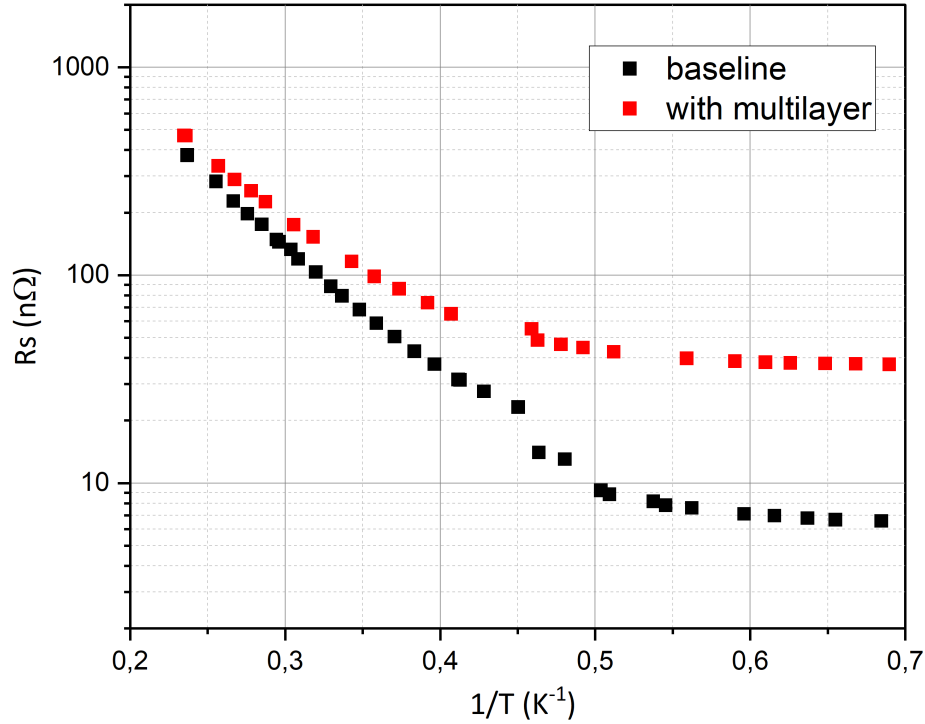 1000
100
10
Rs (nΩ)
baseline
with multilayer
0,2 0,3 0,4 0,5 0,6 0,7
1/T (K⁻¹)